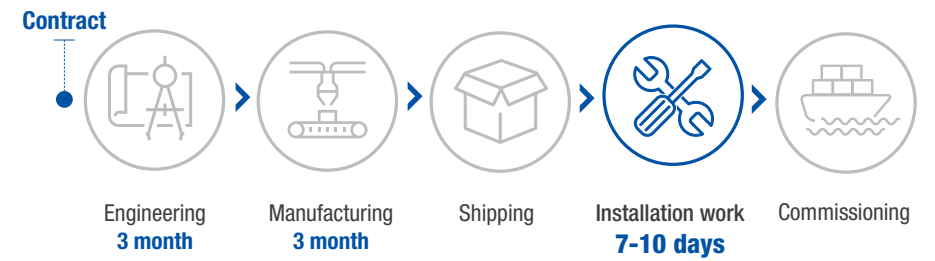 Contract
Engineering
3 month
Manufacturing
3 month
Shipping
Installation work
7-10 days
Commissioning